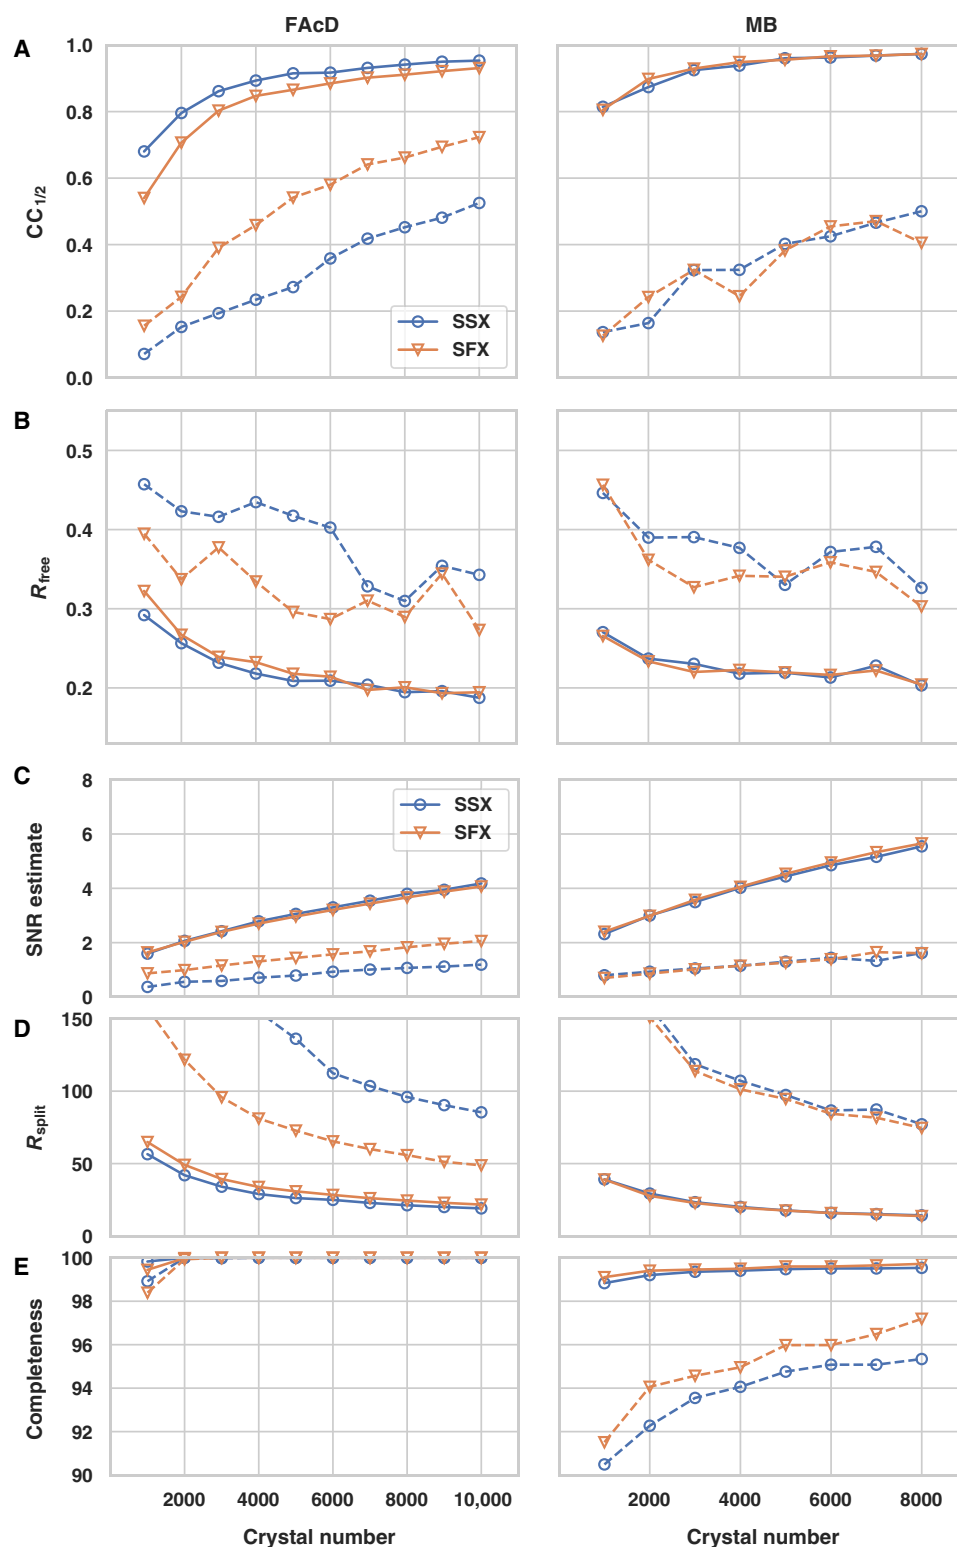 FAcD
MB
A
CC1/2
1.0
0.8
0.6
0.4
0.2
0.0
SSX
SFX
B
Rfree
0.5
0.4
0.3
0.2
C
SNR estimate
8
6
4
2
0
SSX
SFX
D
Rsplit
150
100
50
0
E
Completeness
100
98
96
94
92
90
2000 4000 6000 8000 10,000
2000 4000 6000 8000
Crystal number
Crystal number